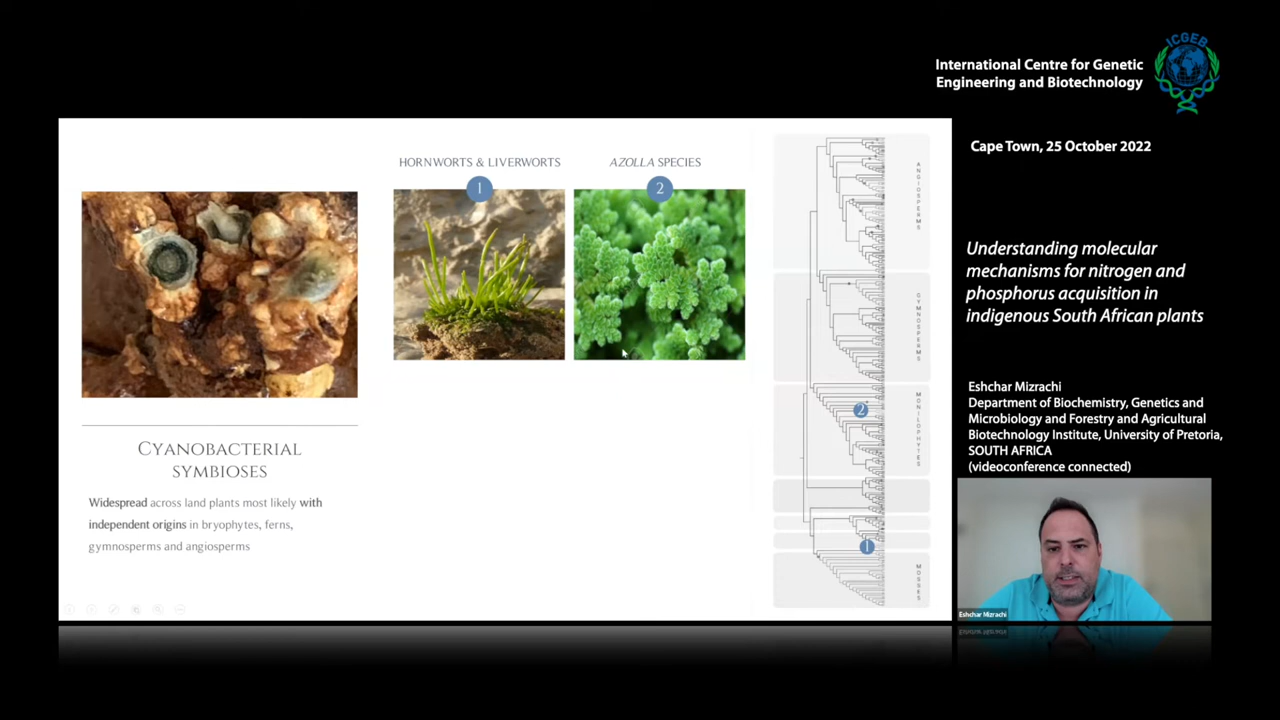 International Centre for Genetic
Engineering and Biotechnology
ICGEB
Cape Town, 25 October 2022
Understanding molecular
mechanisms for nitrogen and
phosphorus acquisition in
indigenous South African plants
Eshchar Mizrachi
Department of Biochemistry, Genetics and
Microbiology and Forestry and Agricultural
Biotechnology Institute, University of Pretoria,
SOUTH AFRICA
(videoconference connected)
Eshchar Mizrachi
HORNWORTS & LIVERWORTS
1
AZOLLA SPECIES
2
CYANOBACTERIAL
SYMBIOSES
Widespread across land plants most likely with
independent origins in bryophytes, ferns,
gymnosperms and angiosperms
ANGIOSPERMS
GYMNOSPERMS
MONILOPHYTES
2
1
MOSSES